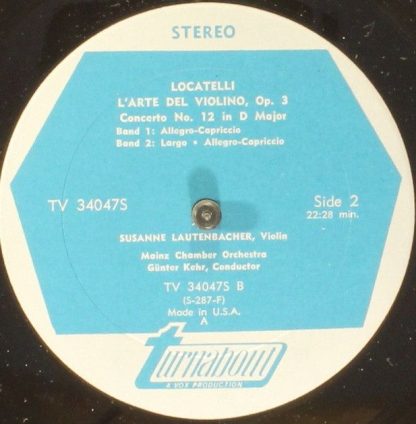 STEREO
LOCATELLI
L'ARTE DEL VIOLINO, Op. 3
Concerto No. 12 in D Major
Band 1: Allegro-Capriccio
Band 2: Largo • Allegro-Capriccio
TV 34047S
Side 2
22:28 min.
SUSANNE LAUTENBACHER, Violin
Mainz Chamber Orchestra
Günter Kehr, Conductor
TV 34047S B
(S-287-F)
Made in U.S.A.
A
turnabout
A VOX PRODUCTION